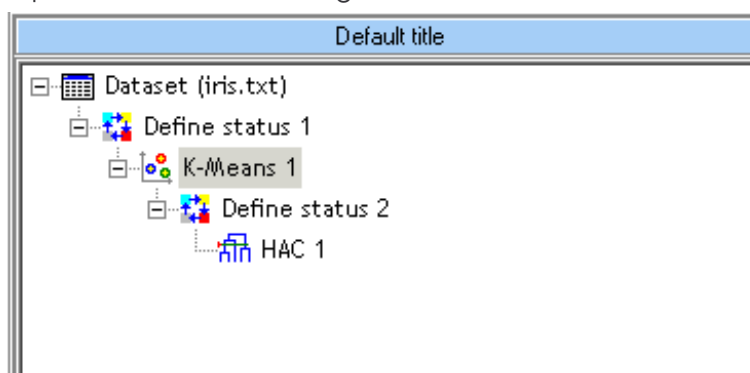 Default title
Dataset (iris.txt)
Define status 1
K-Means 1
Define status 2
HAC 1